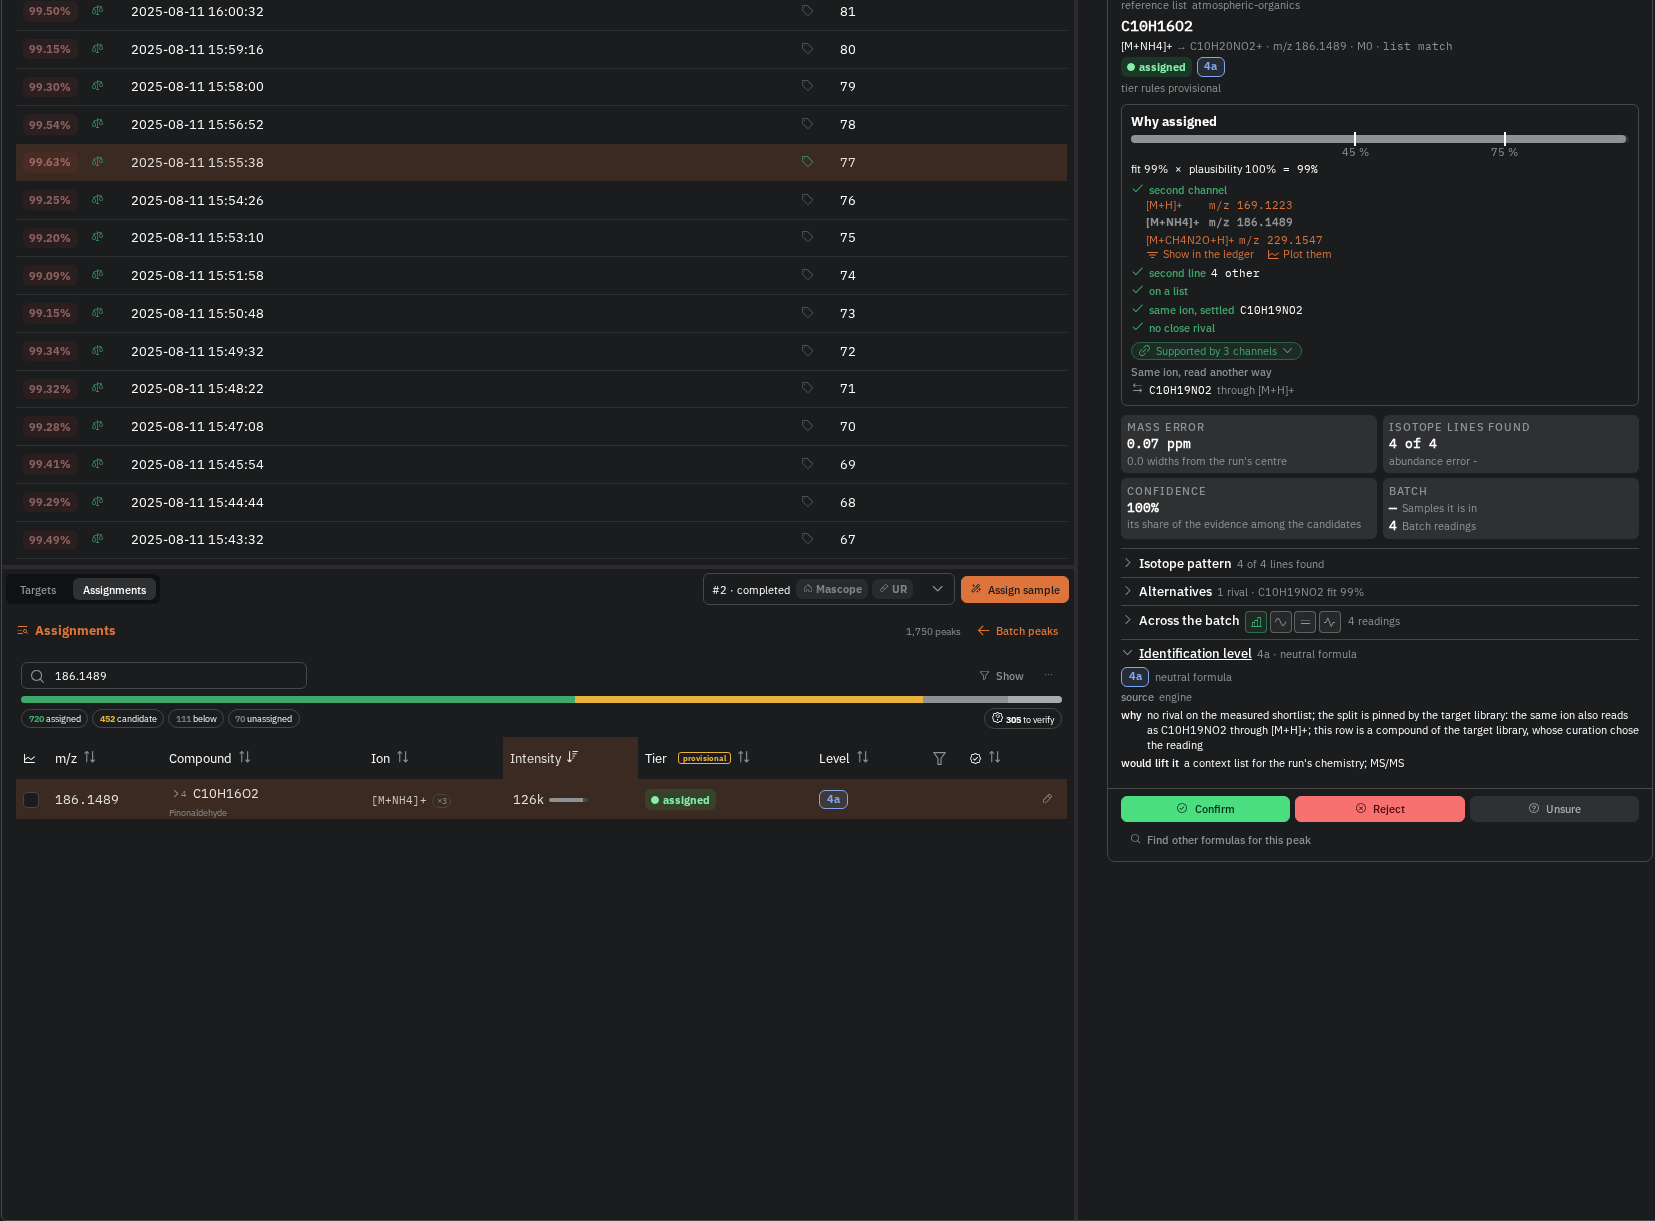 99.50% 2025-08-11 16:00:32 81
99.15% 2025-08-11 15:59:16 80
99.30% 2025-08-11 15:58:00 79
99.54% 2025-08-11 15:56:52 78
99.63% 2025-08-11 15:55:38 77
99.25% 2025-08-11 15:54:26 76
99.20% 2025-08-11 15:53:10 75
99.09% 2025-08-11 15:51:58 74
99.15% 2025-08-11 15:50:48 73
99.34% 2025-08-11 15:49:32 72
99.32% 2025-08-11 15:48:22 71
99.28% 2025-08-11 15:47:08 70
99.41% 2025-08-11 15:45:54 69
99.29% 2025-08-11 15:44:44 68
99.49% 2025-08-11 15:43:32 67
Targets Assignments #2 · completed Mascope UR Assign sample
Assignments 1,750 peaks Batch peaks
186.1489 Show ...
720 assigned 452 candidate 111 below 70 unassigned 305 to verify
m/z Compound Ion Intensity Tier provisional Level
186.1489 4 C10H16O2 [M+NH4]+ ×3 126k assigned 4a
Pinonaldehyde
reference list atmospheric-organics
C10H16O2
[M+NH4]+ → C10H20NO2+ · m/z 186.1489 · M0 · list match
assigned 4a
tier rules provisional
Why assigned
45 % 75 %
fit 99% × plausibility 100% = 99%
second channel
[M+H]+ m/z 169.1223
[M+NH4]+ m/z 186.1489
[M+CH4N2O+H]+ m/z 229.1547
Show in the ledger Plot them
second line 4 other
on a list
same ion, settled C10H19NO2
no close rival
Supported by 3 channels
Same ion, read another way
C10H19NO2 through [M+H]+
MASS ERROR
0.07 ppm
0.0 widths from the run's centre
ISOTOPE LINES FOUND
4 of 4
abundance error -
CONFIDENCE
100%
its share of the evidence among the candidates
BATCH
– Samples it is in
4 Batch readings
Isotope pattern 4 of 4 lines found
Alternatives 1 rival · C10H19NO2 fit 99%
Across the batch 4 readings
Identification level 4a · neutral formula
4a neutral formula
source engine
why no rival on the measured shortlist; the split is pinned by the target library: the same ion also reads
as C10H19NO2 through [M+H]+; this row is a compound of the target library, whose curation chose
the reading
would lift it a context list for the run's chemistry; MS/MS
Confirm Reject Unsure
Find other formulas for this peak